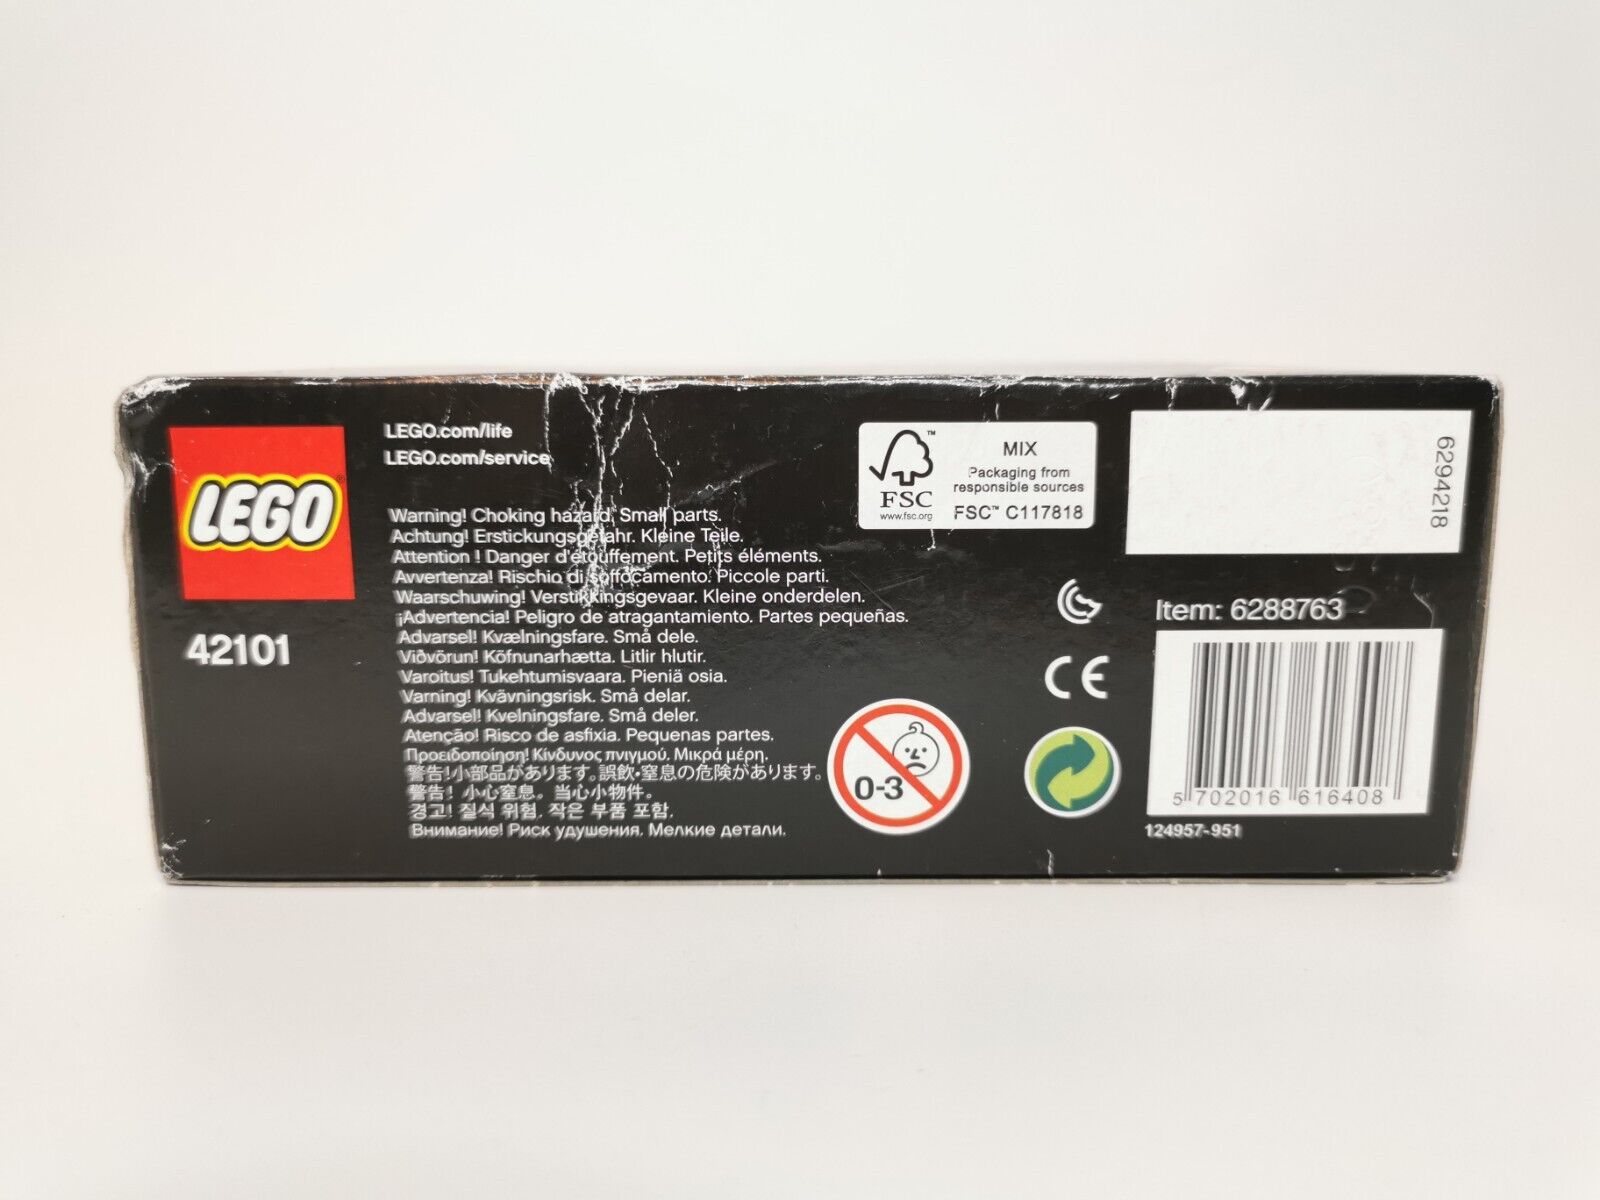 LEGO®
42101
LEGO.com/life
LEGO.com/service
Warning! Choking hazard. Small parts.
Achtung! Erstickungsgefahr. Kleine Teile.
Attention ! Danger d'étouffement. Petits éléments.
Avvertenza! Rischio di soffocamento. Piccole parti.
Waarschuwing! Verstikkingsgevaar. Kleine onderdelen.
¡Advertencia! Peligro de atragantamiento. Partes pequeñas.
Advarsel! Kvælningsfare. Små dele.
Viðvörun! Köfnunarhætta. Litlir hlutir.
Varoitus! Tukehtumisvaara. Pieniä osia.
Varning! Kvävningsrisk. Små delar.
Advarsel! Kvelningsfare. Små deler.
Atenção! Risco de asfixia. Pequenas partes.
Προειδοποίηση! Κίνδυνος πνιγμού. Μικρά μέρη.
警告!小部品があります。誤飲・窒息の危険があります。
警告! 小心窒息。当心小物件。
경고! 질식 위험. 작은 부품 포함.
Внимание! Риск удушения. Мелкие детали.
0-3
FSC
www.fsc.org
™
MIX
Packaging from
responsible sources
FSC™ C117818
CE
6294218
Item: 6288763
5 702016 616408
124957-951